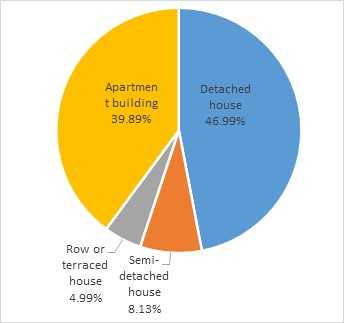 Apartmen
t building
39.89%
Detached
house
46.99%
Row or
terraced
house
4.99%
Semi-
detached
house
8.13%